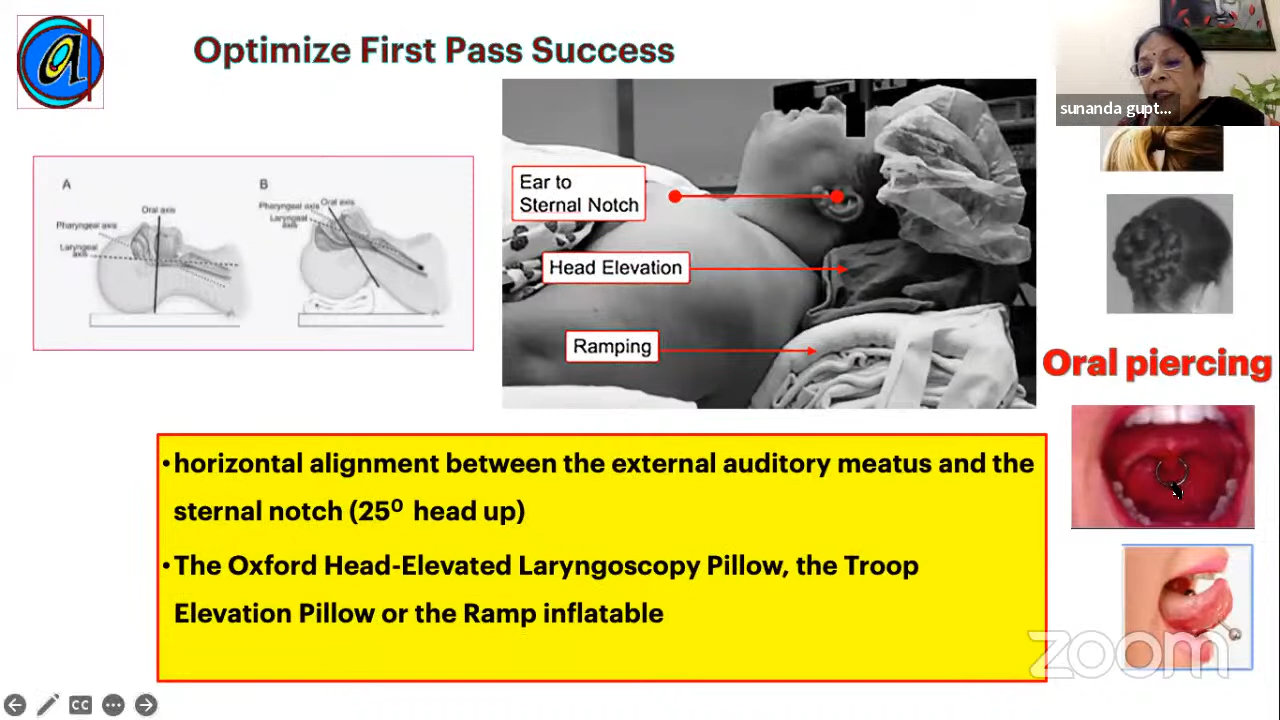 Optimize First Pass Success
sunanda gupt...
A
B
Oral axis
Pharyngeal axis
Laryngeal
axis
Pharyngeal axis
Oral axis
Laryngeal
axis
Ear to
Sternal Notch
Head Elevation
Ramping
Oral piercing
•horizontal alignment between the external auditory meatus and the
sternal notch (25⁰ head up)
•The Oxford Head-Elevated Laryngoscopy Pillow, the Troop
Elevation Pillow or the Ramp inflatable
zoom
CC